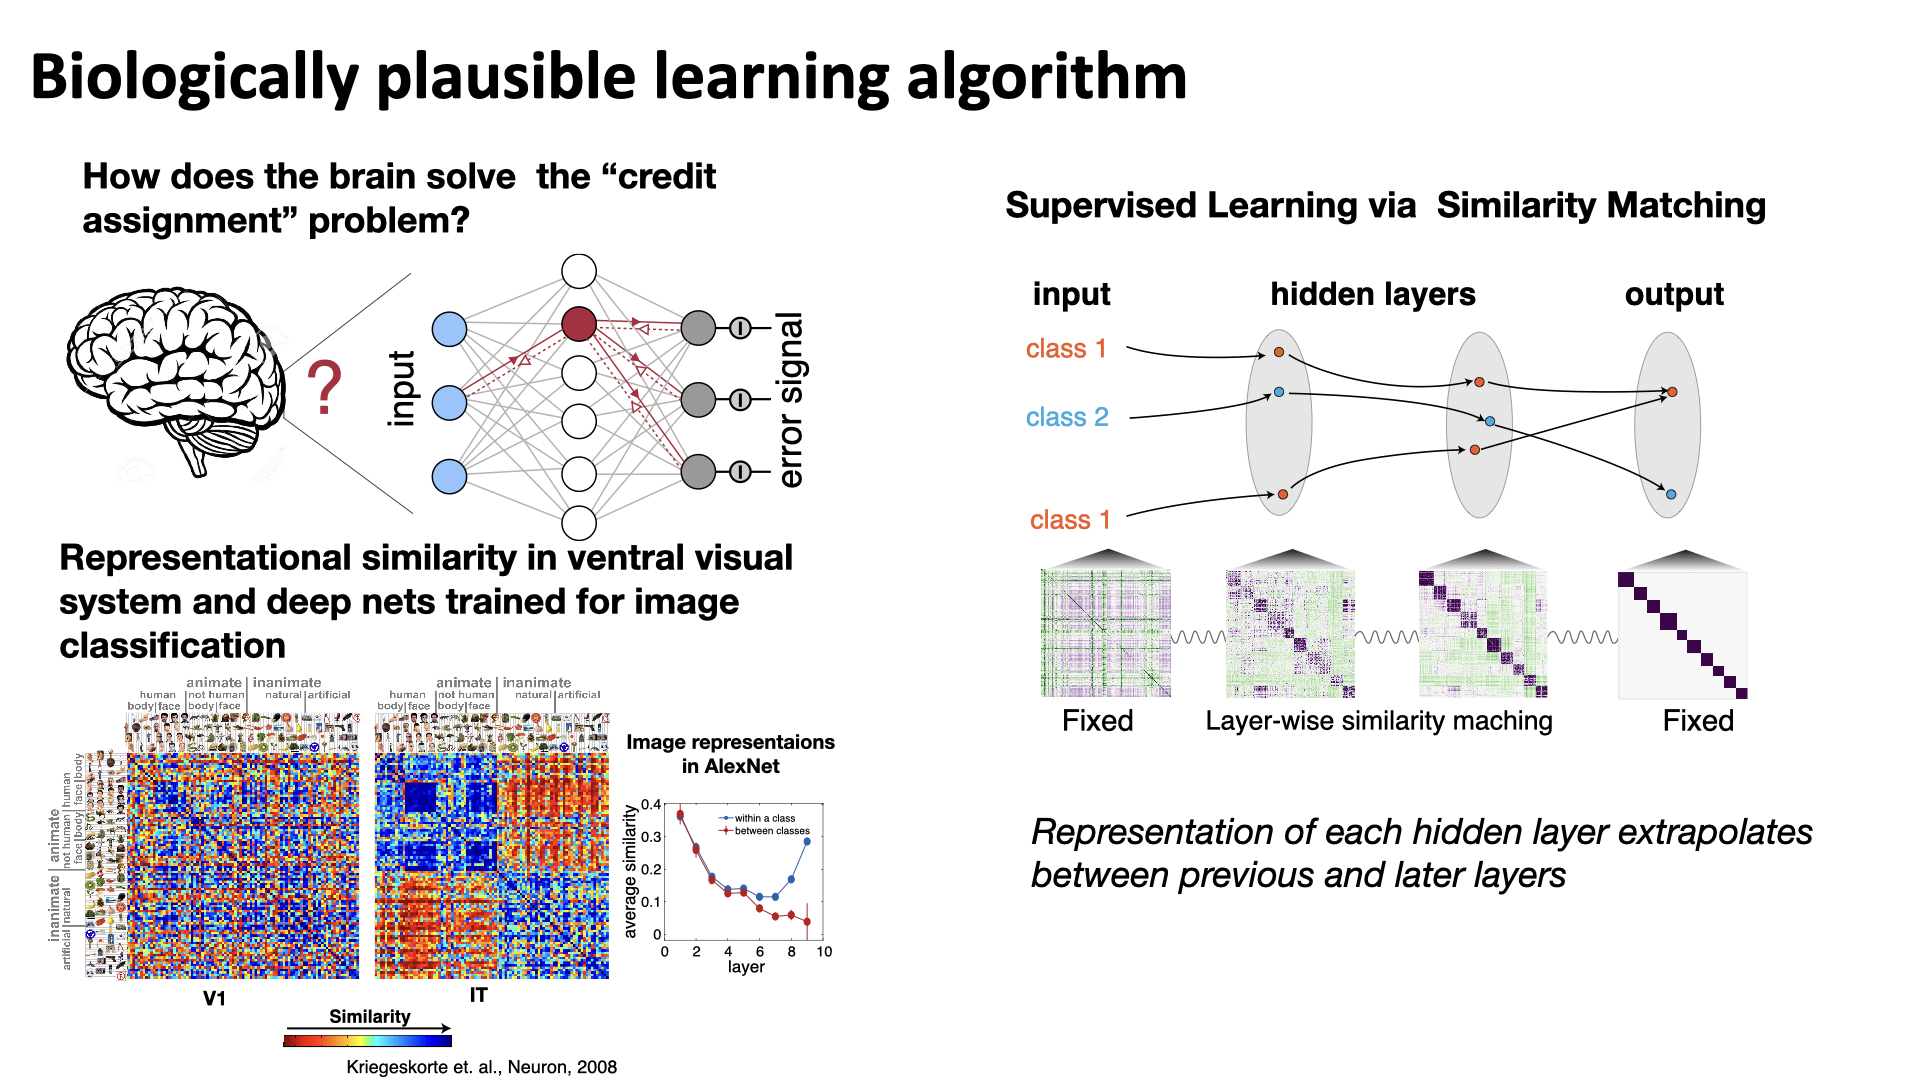 Biologically plausible learning algorithm
How does the brain solve  the “credit
assignment” problem?
?
input
error signal
Representational similarity in ventral visual
system and deep nets trained for image
classification
animate inanimate
human not human natural artificial
body face body face
animate inanimate
human not human natural artificial
body face body face
animate
human
body
face
not human
body
face
inanimate
natural
artificial
V1
IT
Similarity
Kriegeskorte et. al., Neuron, 2008
Image representaions
in AlexNet
within a class
between classes
average similarity
0.4
0.3
0.2
0.1
0
0 2 4 6 8 10
layer
Supervised Learning via  Similarity Matching
input hidden layers output
class 1
class 2
class 1
Fixed Layer-wise similarity maching Fixed
Representation of each hidden layer extrapolates
between previous and later layers